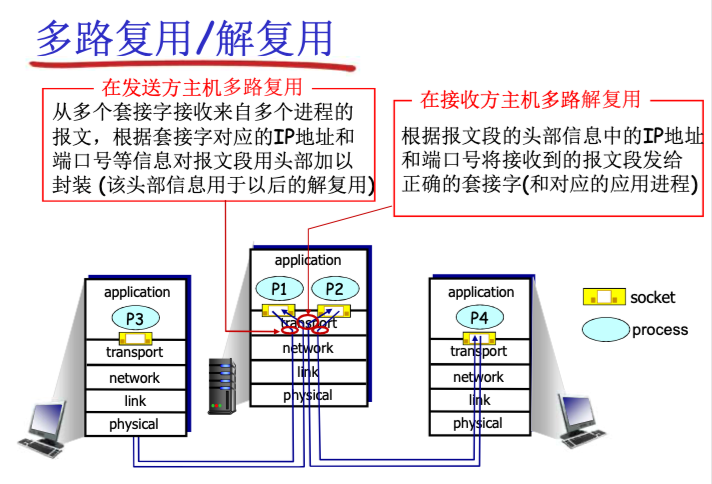 多路复用/解复用
在发送方主机多路复用
从多个套接字接收来自多个进程的
报文，根据套接字对应的IP地址和
端口号等信息对报文段用头部加以
封装 (该头部信息用于以后的解复用)
在接收方主机多路解复用
根据报文段的头部信息中的IP地址
和端口号将接收到的报文段发给
正确的套接字(和对应的应用进程)
application
P3
transport
network
link
physical
application
P1
P2
transport
network
link
physical
application
P4
transport
network
link
physical
socket
process